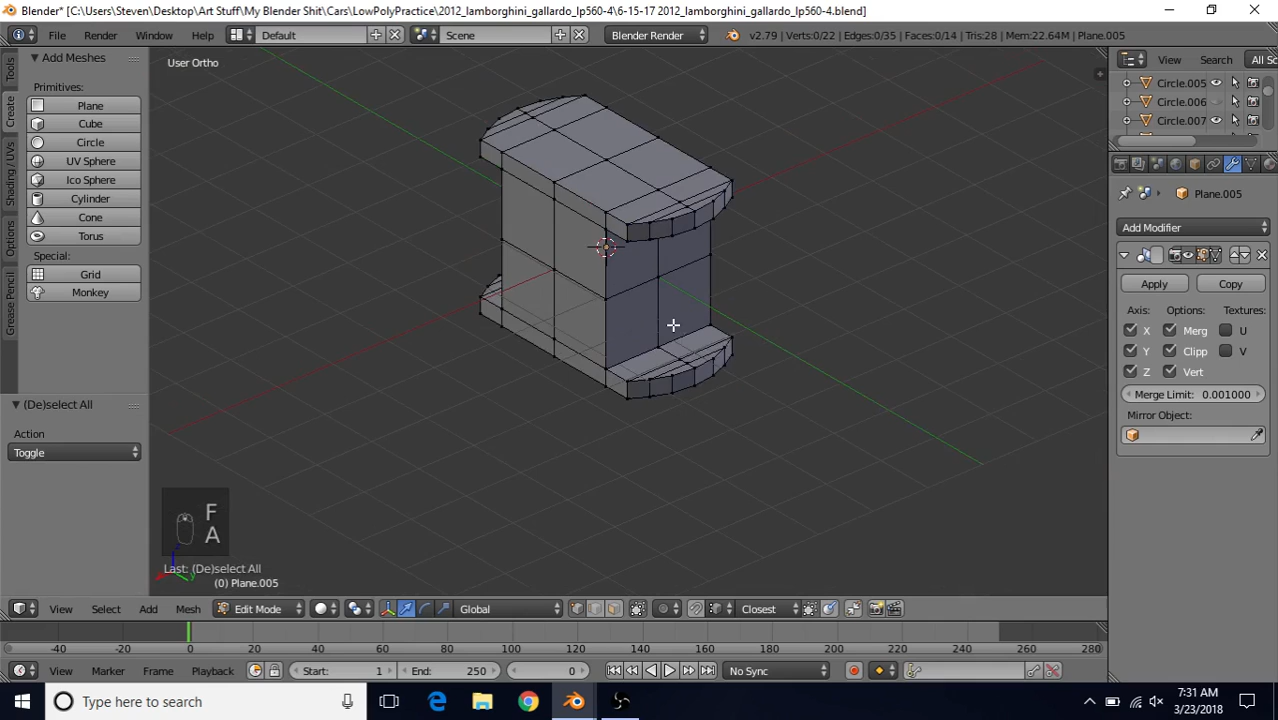 Blender* [C:\Users\Steven\Desktop\Art Stuff\My Blender Shit\Cars\LowPolyPractice\2012_lamborghini_gallardo_lp560-4\6-15-17 2012_lamborghini_gallardo_lp560-4.blend]
File Render Window Help Default Scene Blender Render v2.79 | Verts:0/22 | Edges:0/35 | Faces:0/14 | Tris:28 | Mem:22.64M | Plane.005
Tools
Create
Shading / UVs
Options
Grease Pencil
Add Meshes
Primitives:
Plane
Cube
Circle
UV Sphere
Ico Sphere
Cylinder
Cone
Torus
Special:
Grid
Monkey
(De)select All
Action
Toggle
User Ortho
F
A
Last: (De)select All
(0) Plane.005
View Search All Sc
Circle.005
Circle.006
Circle.007
Plane.005
Add Modifier
Apply Copy
Axis: Options: Textures:
X Merg U
Y Clipp V
Z Vert
Merge Limit: 0.001000
Mirror Object:
View Select Add Mesh Edit Mode Global Closest
-40 -20 0 20 40 60 80 100 120 140 160 180 200 220 240 260 280
View Marker Frame Playback Start: 1 End: 250 0 No Sync
Type here to search
7:31 AM
3/23/2018